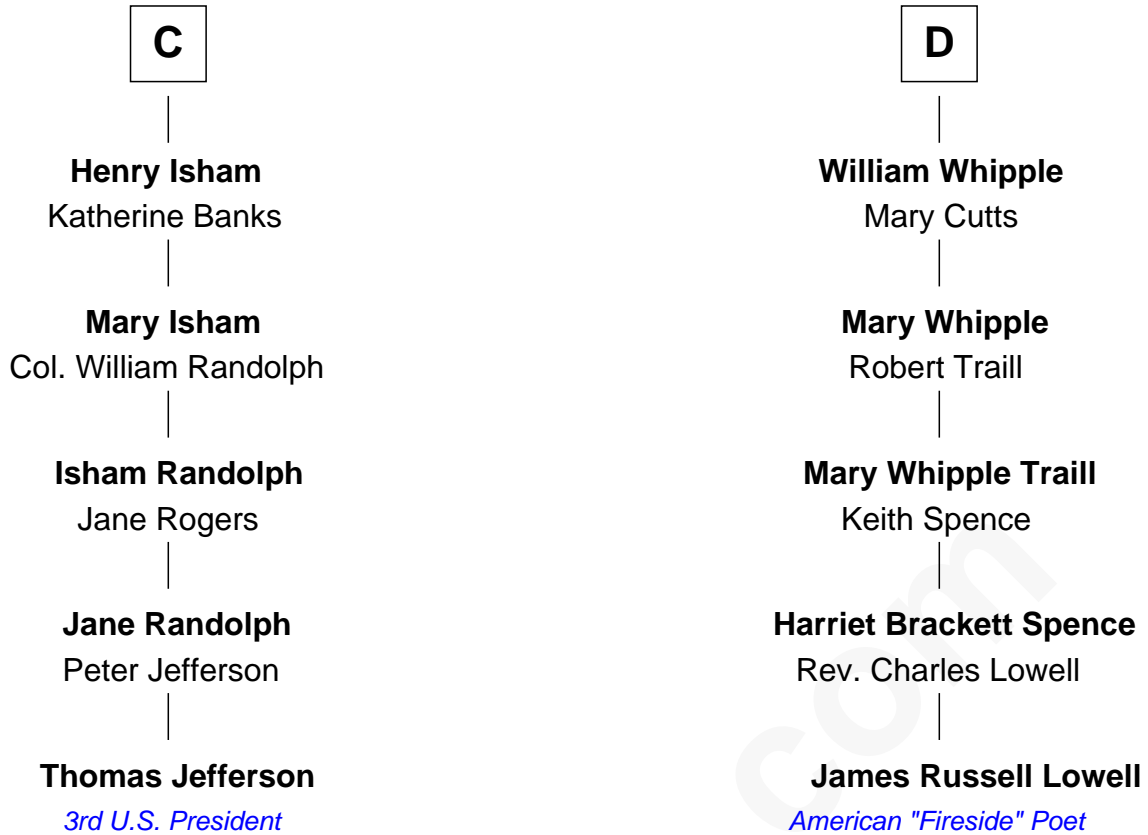 C
Henry Isham
Katherine Banks
Mary Isham
Col. William Randolph
Isham Randolph
Jane Rogers
Jane Randolph
Peter Jefferson
Thomas Jefferson
3rd U.S. President
D
William Whipple
Mary Cutts
Mary Whipple
Robert Traill
Mary Whipple Traill
Keith Spence
Harriet Brackett Spence
Rev. Charles Lowell
James Russell Lowell
American "Fireside" Poet
com